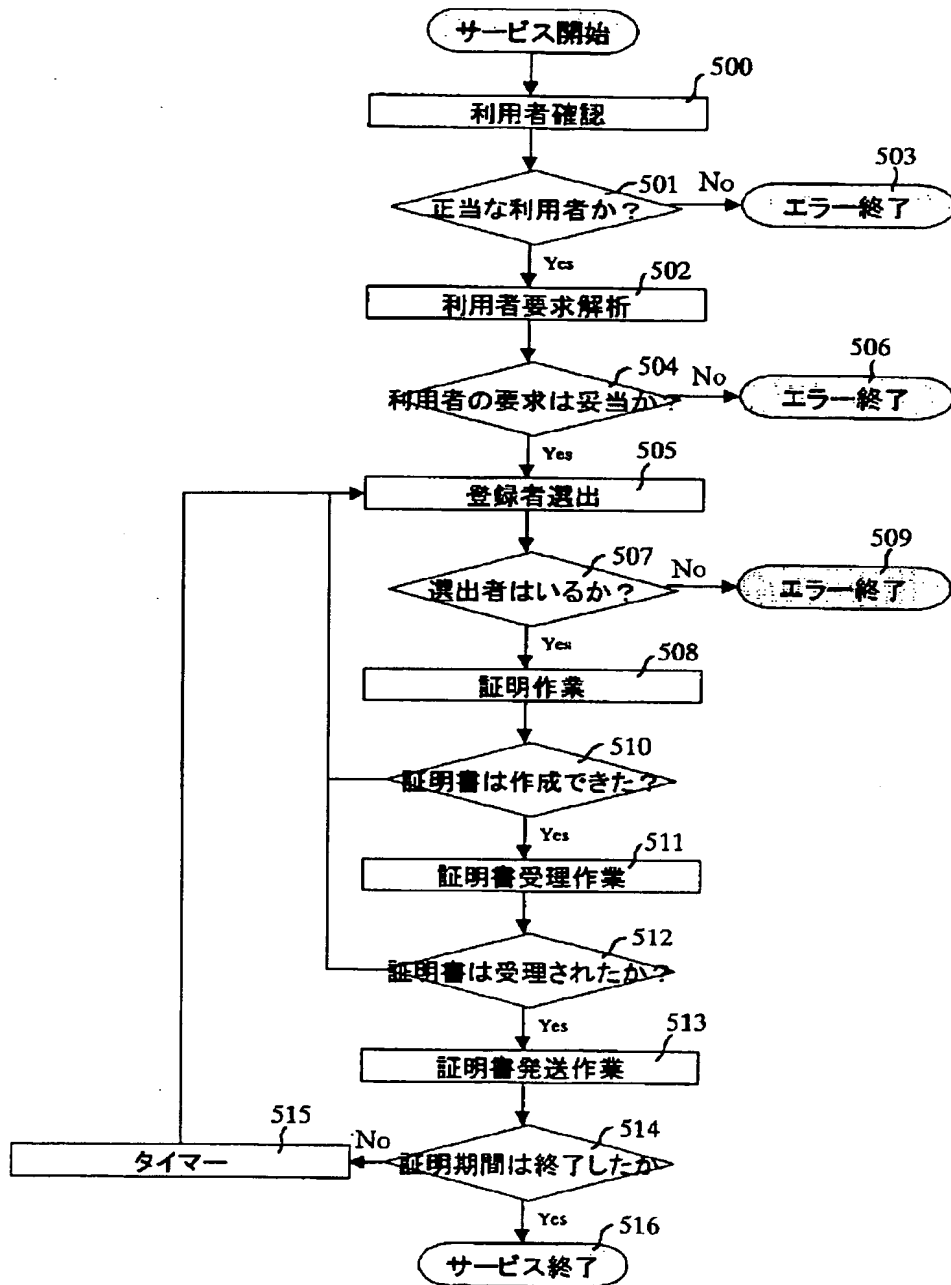 サービス開始
500
利用者確認
501
正当な利用者か?
No
503
エラー終了
Yes
502
利用者要求解析
504
利用者の要求は妥当か?
No
506
エラー終了
Yes
505
登録者選出
507
選出者はいるか?
No
509
エラー終了
Yes
508
証明作業
510
証明書は作成できた?
Yes
511
証明書受理作業
512
証明書は受理されたか?
Yes
513
証明書発送作業
514
証明期間は終了したか
No
515
タイマー
Yes
516
サービス終了